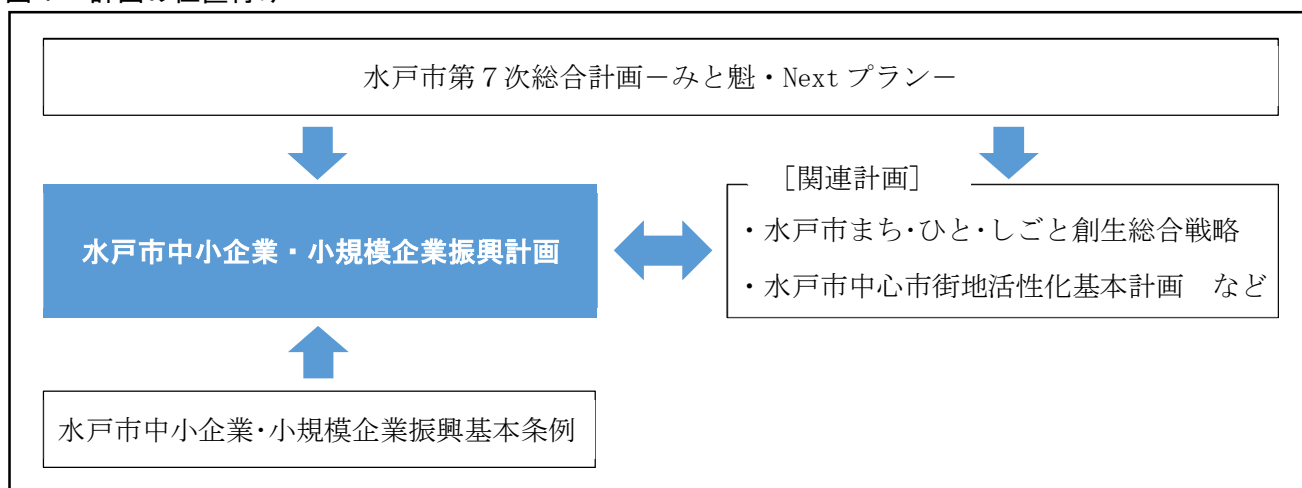 水戸市第７次総合計画－みと魁・Next プラン－
［関連計画］
水戸市中小企業・小規模企業振興計画
・水戸市まち・ひと・しごと創生総合戦略
・水戸市中心市街地活性化基本計画　など
水戸市中小企業・小規模企業振興基本条例